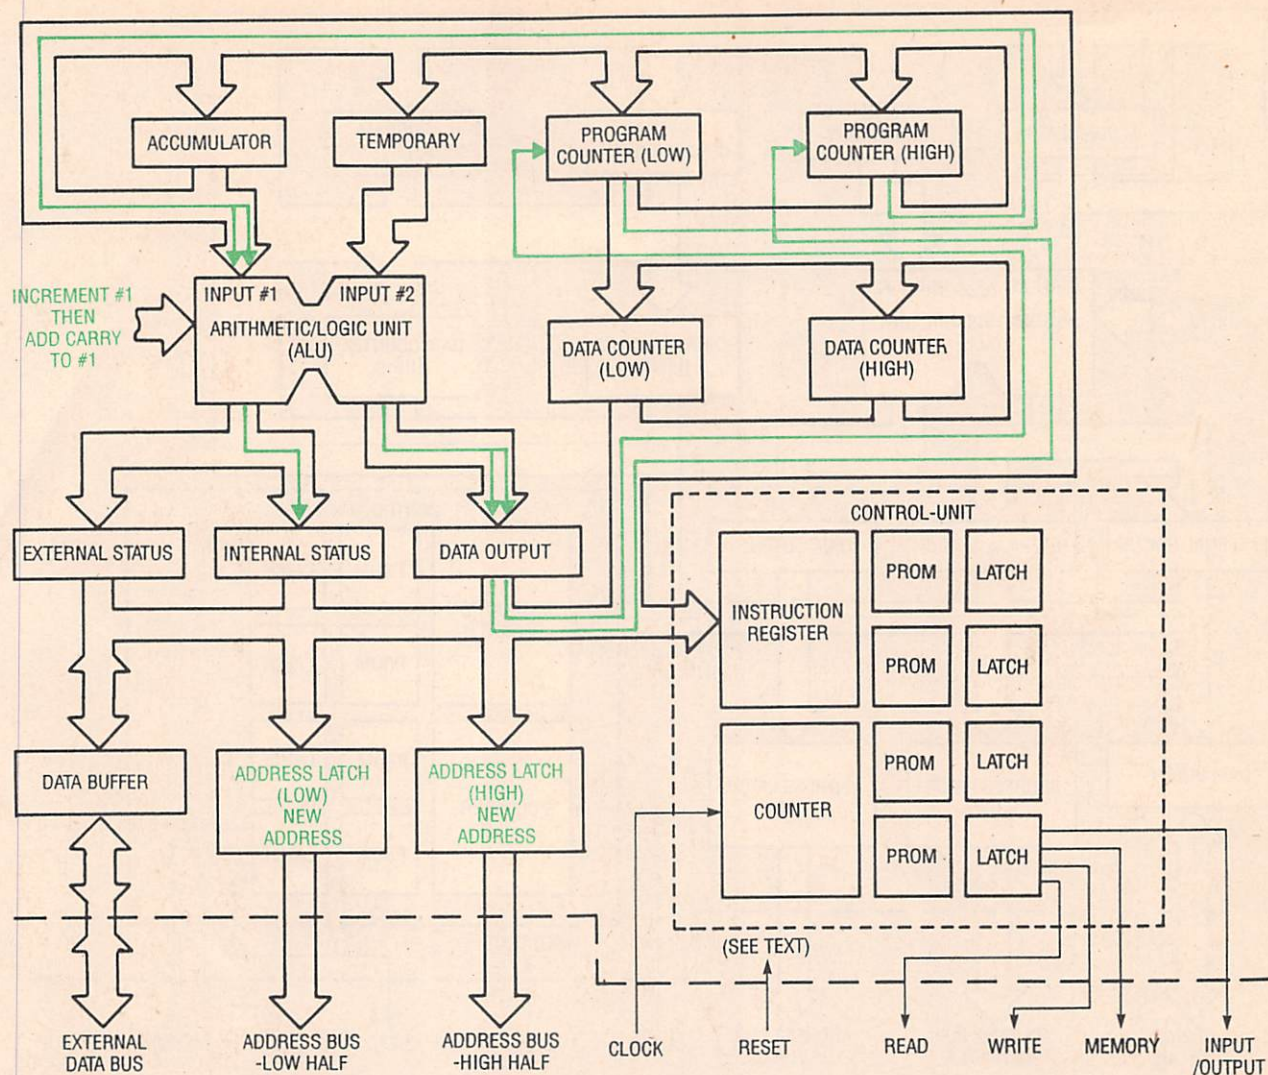 ACCUMULATOR
TEMPORARY
PROGRAM
COUNTER (LOW)
PROGRAM
COUNTER (HIGH)
INCREMENT #1
THEN
ADD CARRY
TO #1
INPUT #1
INPUT #2
ARITHMETIC/LOGIC UNIT
(ALU)
DATA COUNTER
(LOW)
DATA COUNTER
(HIGH)
EXTERNAL STATUS
INTERNAL STATUS
DATA OUTPUT
CONTROL-UNIT
INSTRUCTION
REGISTER
PROM
LATCH
PROM
LATCH
COUNTER
PROM
LATCH
PROM
LATCH
DATA BUFFER
ADDRESS LATCH
(LOW)
NEW
ADDRESS
ADDRESS LATCH
(HIGH)
NEW
ADDRESS
(SEE TEXT)
EXTERNAL
DATA BUS
ADDRESS BUS
-LOW HALF
ADDRESS BUS
-HIGH HALF
CLOCK
RESET
READ
WRITE
MEMORY
INPUT
/OUTPUT